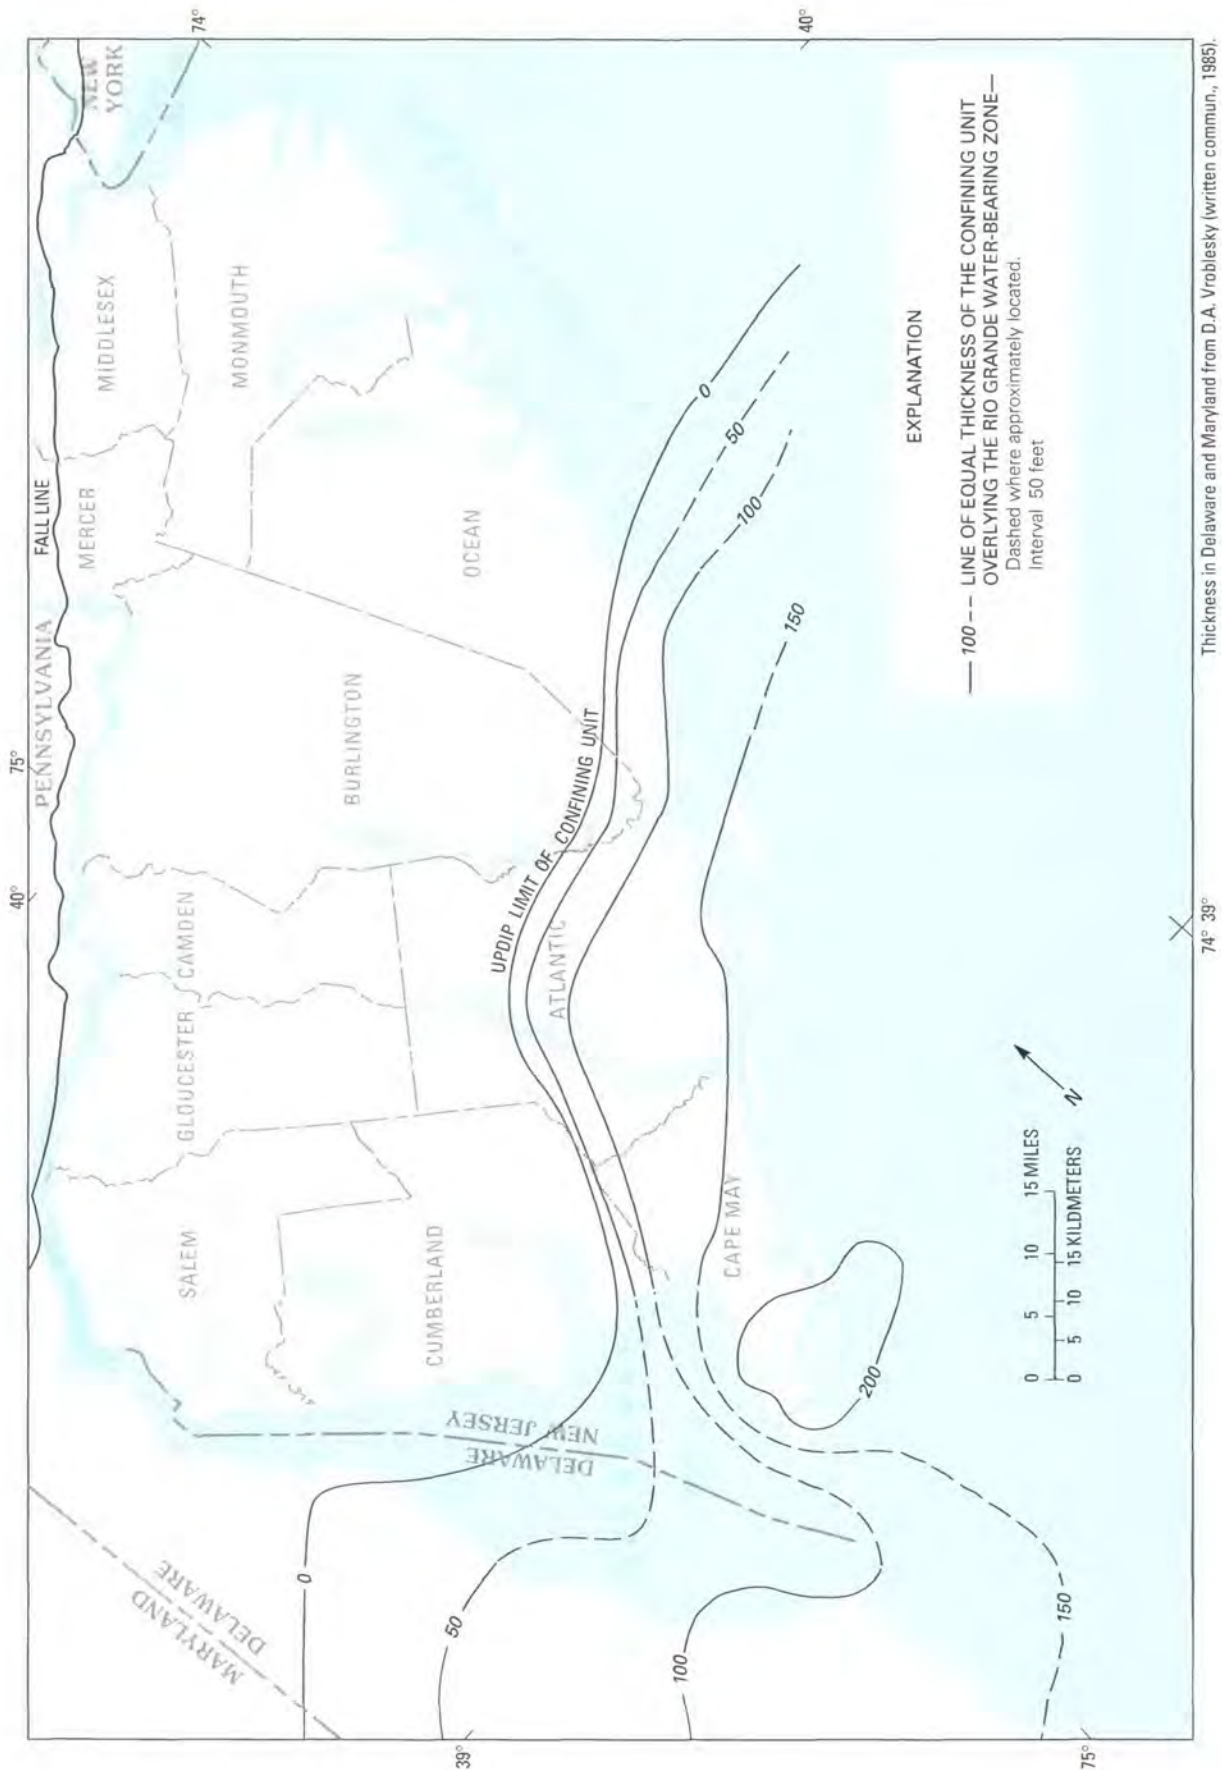 75°
40°
74°
FALL LINE
PENNSYLVANIA
NEW
YORK
MERCER
MIDDLESEX
MONMOUTH
GLOUCESTER
CAMDEN
BURLINGTON
OCEAN
SALEM
CUMBERLAND
ATLANTIC
CAPE MAY
UPDIP LIMIT OF CONFINING UNIT
MARYLAND
DELAWARE
DELAWARE
NEW JERSEY
0
50
100
150
200
0
50
100
150
39°
75°
40°
74° 39°
N
0 5 10 15 MILES
0 5 10 15 KILOMETERS
EXPLANATION
— 100 – – LINE OF EQUAL THICKNESS OF THE CONFINING UNIT
OVERLYING THE RIO GRANDE WATER-BEARING ZONE—
Dashed where approximately located.
Interval 50 feet
Thickness in Delaware and Maryland from D.A. Vroblesky (written commun., 1985).